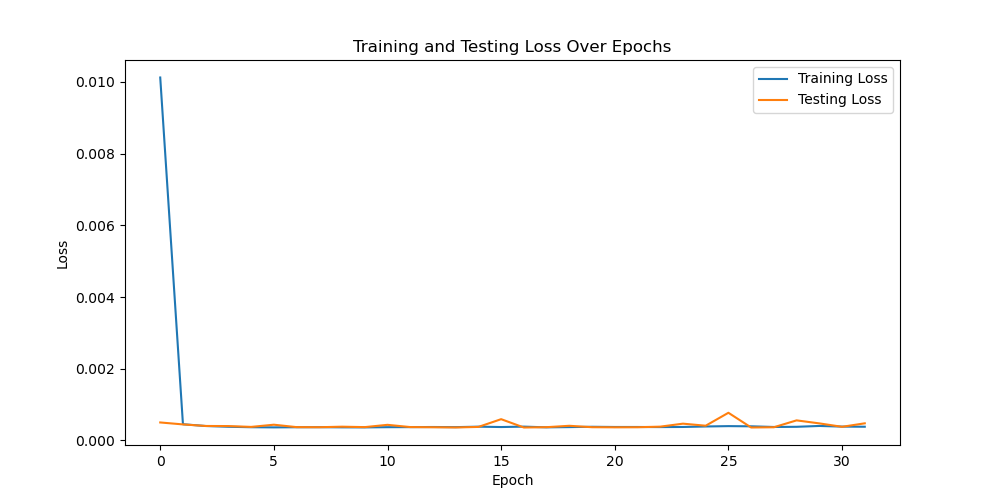 Training and Testing Loss Over Epochs
Training Loss
Testing Loss
0.010
0.008
0.006
0.004
0.002
0.000
Loss
0 5 10 15 20 25 30
Epoch